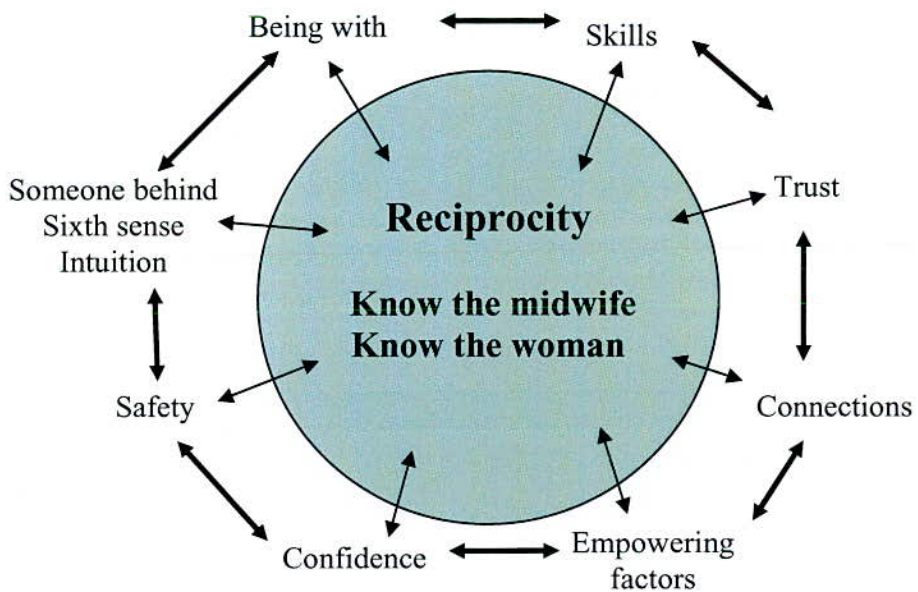 Being with
Skills
Someone behind
Sixth sense
Intuition
Trust
Reciprocity
Know the midwife
Know the woman
Safety
Connections
Confidence
Empowering
factors